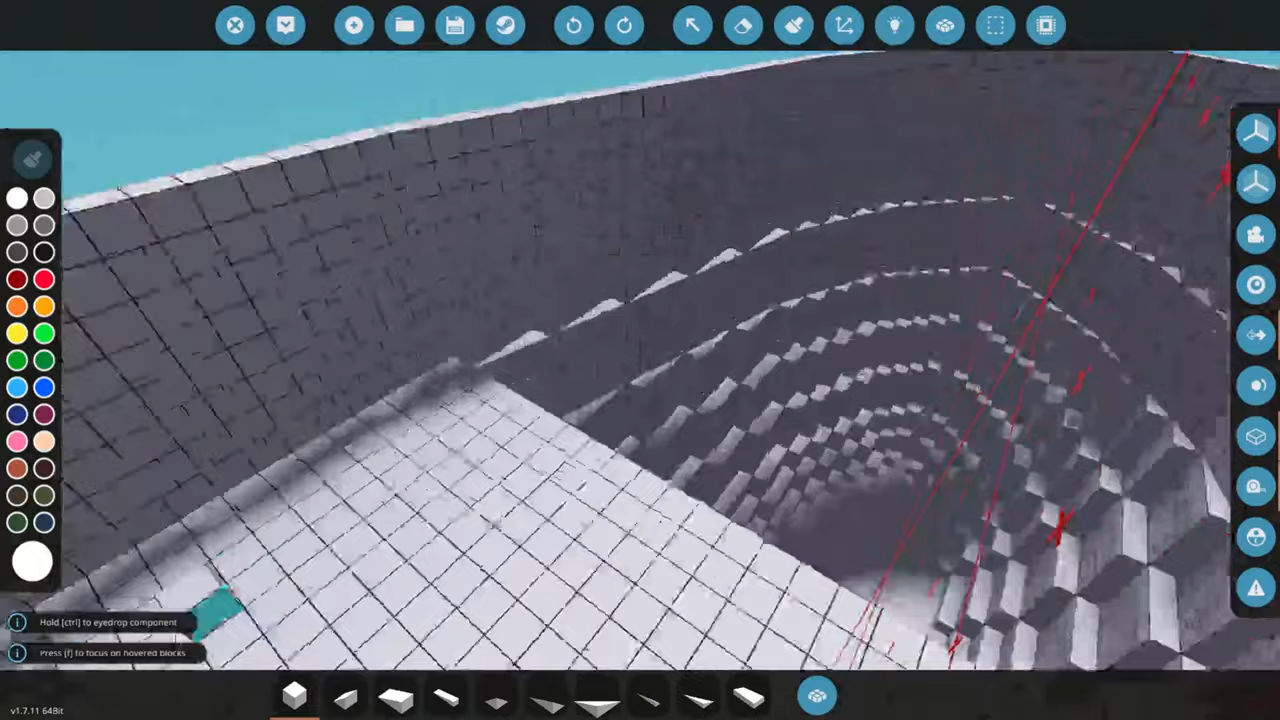 Hold [ctrl] to eyedrop component
Press [f] to focus on hovered blocks
v1.7.11 64Bit